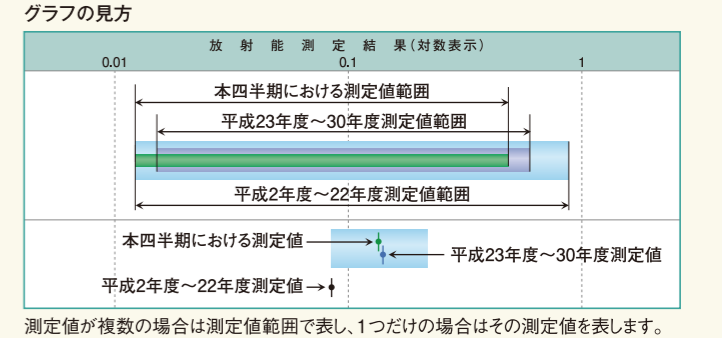 グラフの見方
放射能測定結果(対数表示)
0.01 0.1 1
本四半期における測定値範囲
平成23年度～30年度測定値範囲
平成2年度～22年度測定値範囲
本四半期における測定値
平成23年度～30年度測定値
平成2年度～22年度測定値
測定値が複数の場合は測定値範囲で表し、1つだけの場合はその測定値を表します。